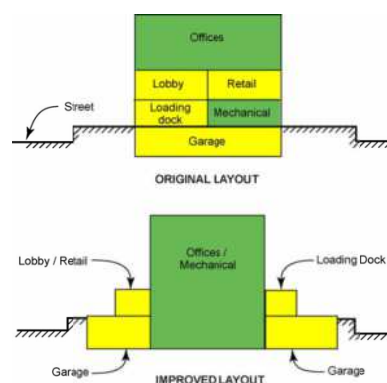 Offices
Lobby
Retail
Street
Loading
dock
Mechanical
Garage
ORIGINAL LAYOUT
Lobby / Retail
Offices /
Mechanical
Loading Dock
Garage
Garage
IMPROVED LAYOUT